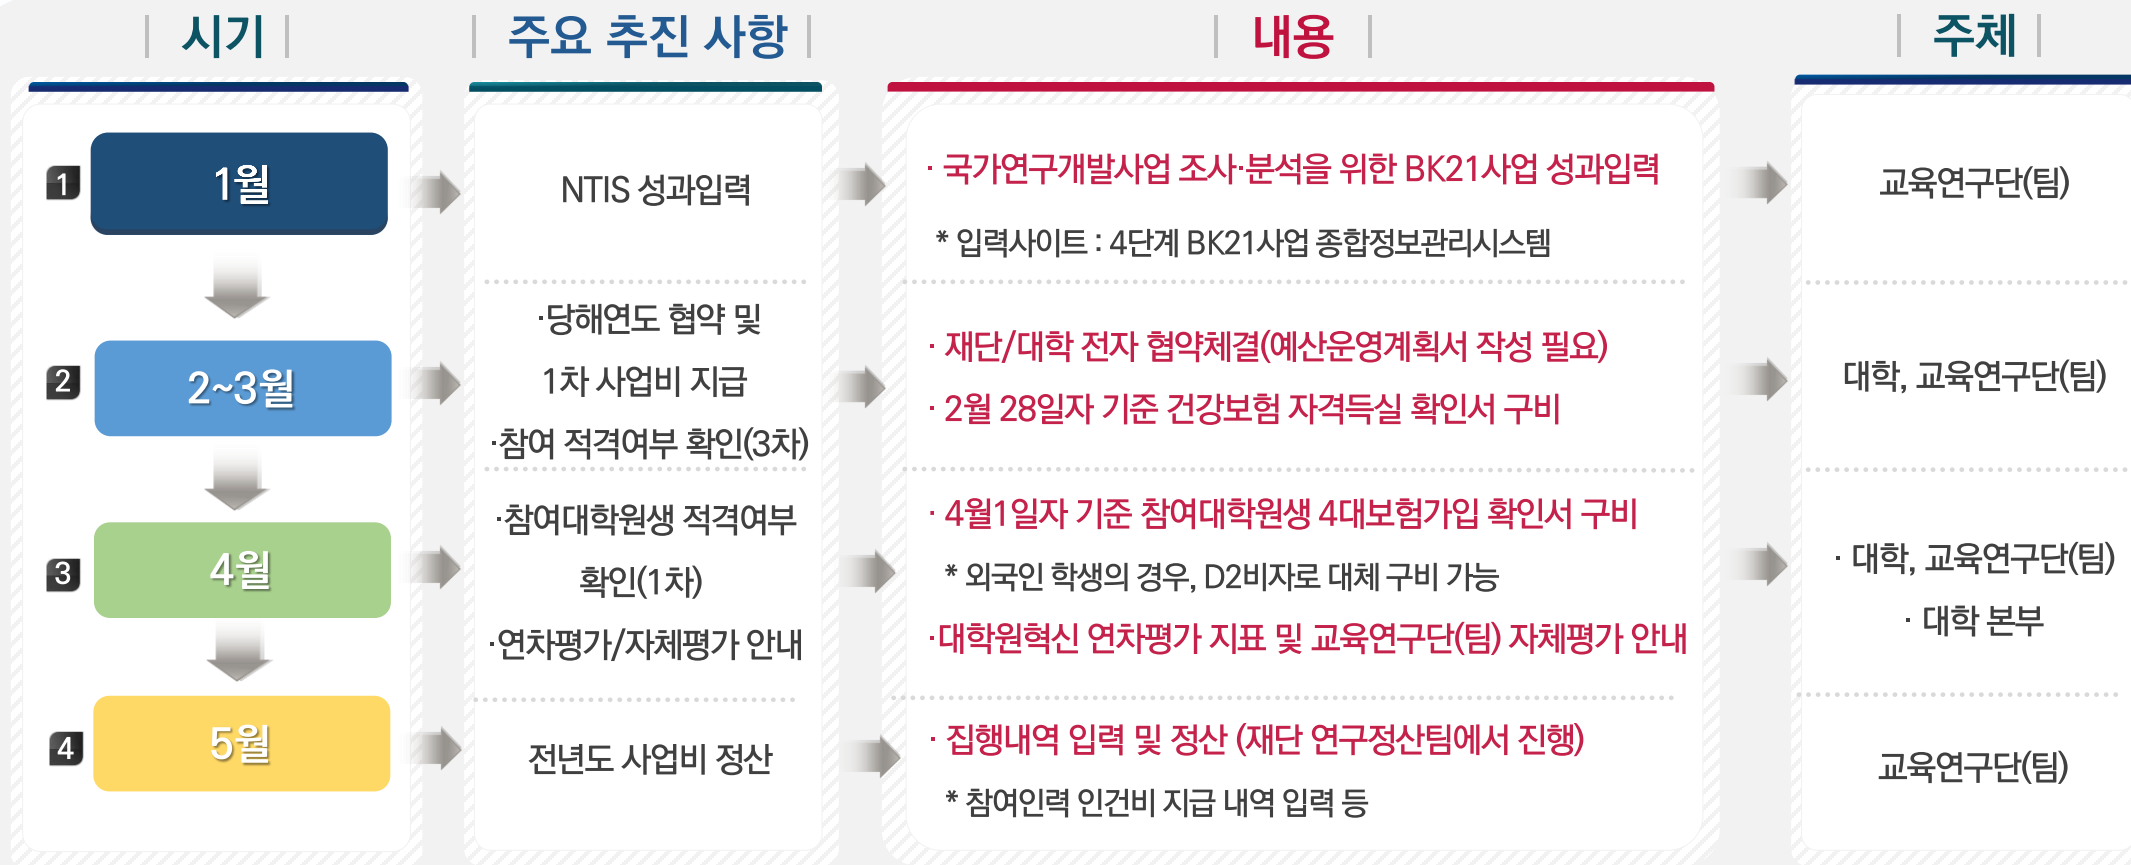 시기
주요 추진 사항
내용
주체
1
1월
NTIS 성과입력
· 국가연구개발사업 조사·분석을 위한 BK21사업 성과입력
* 입력사이트 : 4단계 BK21사업 종합정보관리시스템
교육연구단(팀)
2
2~3월
·당해연도 협약 및
1차 사업비 지급
·참여 적격여부 확인(3차)
· 재단/대학 전자 협약체결(예산운영계획서 작성 필요)
· 2월 28일자 기준 건강보험 자격득실 확인서 구비
대학, 교육연구단(팀)
3
4월
·참여대학원생 적격여부
확인(1차)
·연차평가/자체평가 안내
· 4월1일자 기준 참여대학원생 4대보험가입 확인서 구비
* 외국인 학생의 경우, D2비자로 대체 구비 가능
·대학원혁신 연차평가 지표 및 교육연구단(팀) 자체평가 안내
· 대학, 교육연구단(팀)
· 대학 본부
4
5월
전년도 사업비 정산
· 집행내역 입력 및 정산 (재단 연구정산팀에서 진행)
* 참여인력 인건비 지급 내역 입력 등
교육연구단(팀)